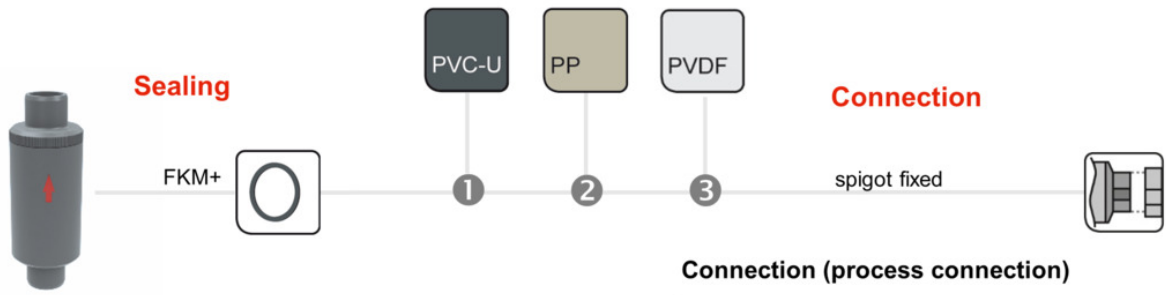 PVC-U PP PVDF
Sealing
Connection
FKM+
1 2 3
spigot fixed
Connection (process connection)